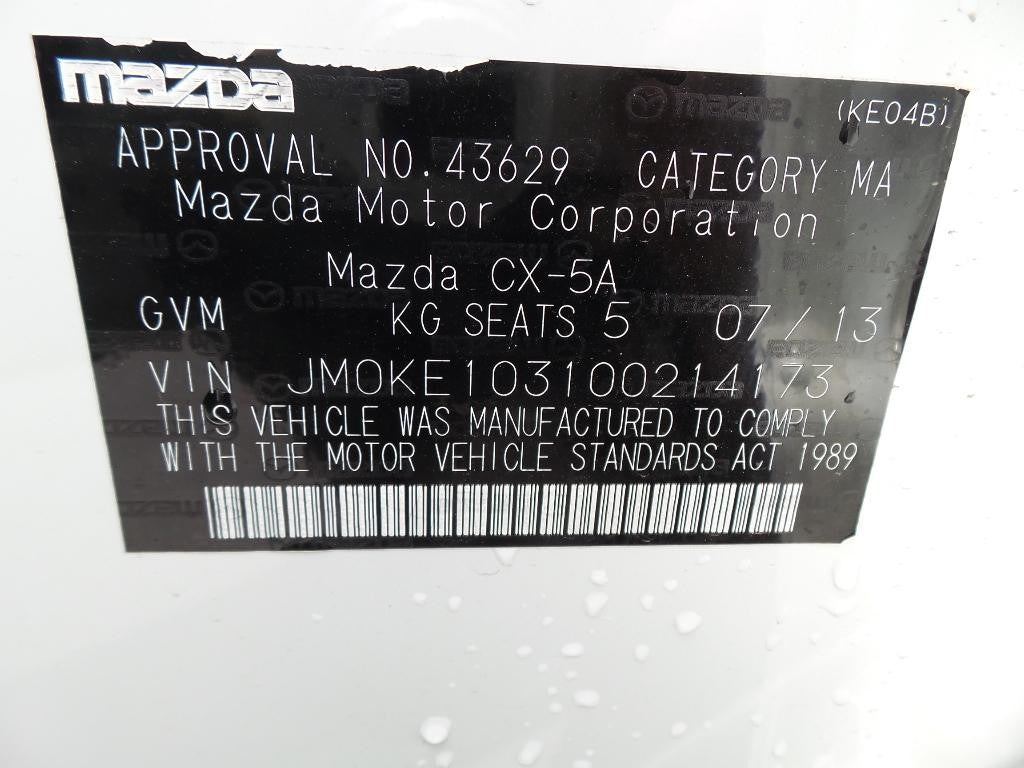 mazda (KE04B)
APPROVAL NO. 43629 CATEGORY MA
Mazda Motor Corporation
Mazda CX-5A
GVM KG SEATS 5 07/13
VIN JM0KE103100214173
THIS VEHICLE WAS MANUFACTURED TO COMPLY
WITH THE MOTOR VEHICLE STANDARDS ACT 1989